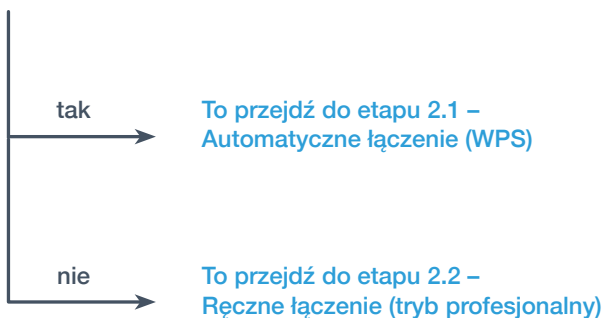 tak
To przejdź do etapu 2.1 –
Automatyczne łączenie (WPS)
nie
To przejdź do etapu 2.2 –
Ręczne łączenie (tryb profesjonalny)